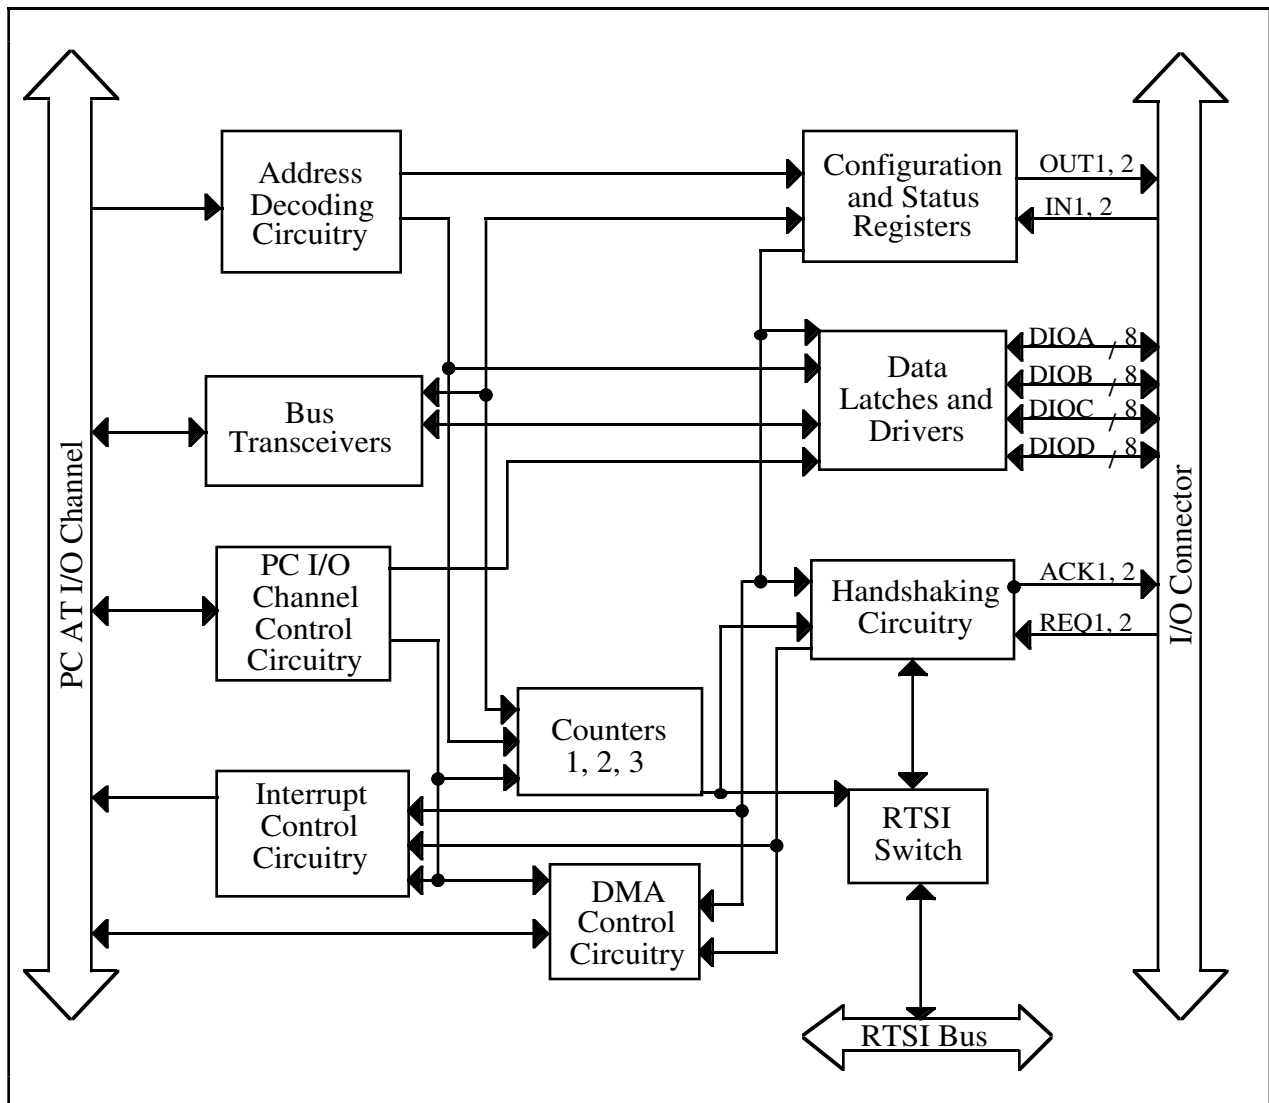 Address
Decoding
Circuitry
Configuration
and Status
Registers
OUT1, 2
IN1, 2
Bus
Transceivers
Data
Latches and
Drivers
DIOA / 8
DIOB / 8
DIOC / 8
DIOD / 8
PC AT I/O Channel
I/O Connector
PC I/O
Channel
Control
Circuitry
Handshaking
Circuitry
ACK1, 2
REQ1, 2
Counters
1, 2, 3
Interrupt
Control
Circuitry
RTSI
Switch
DMA
Control
Circuitry
RTSI Bus